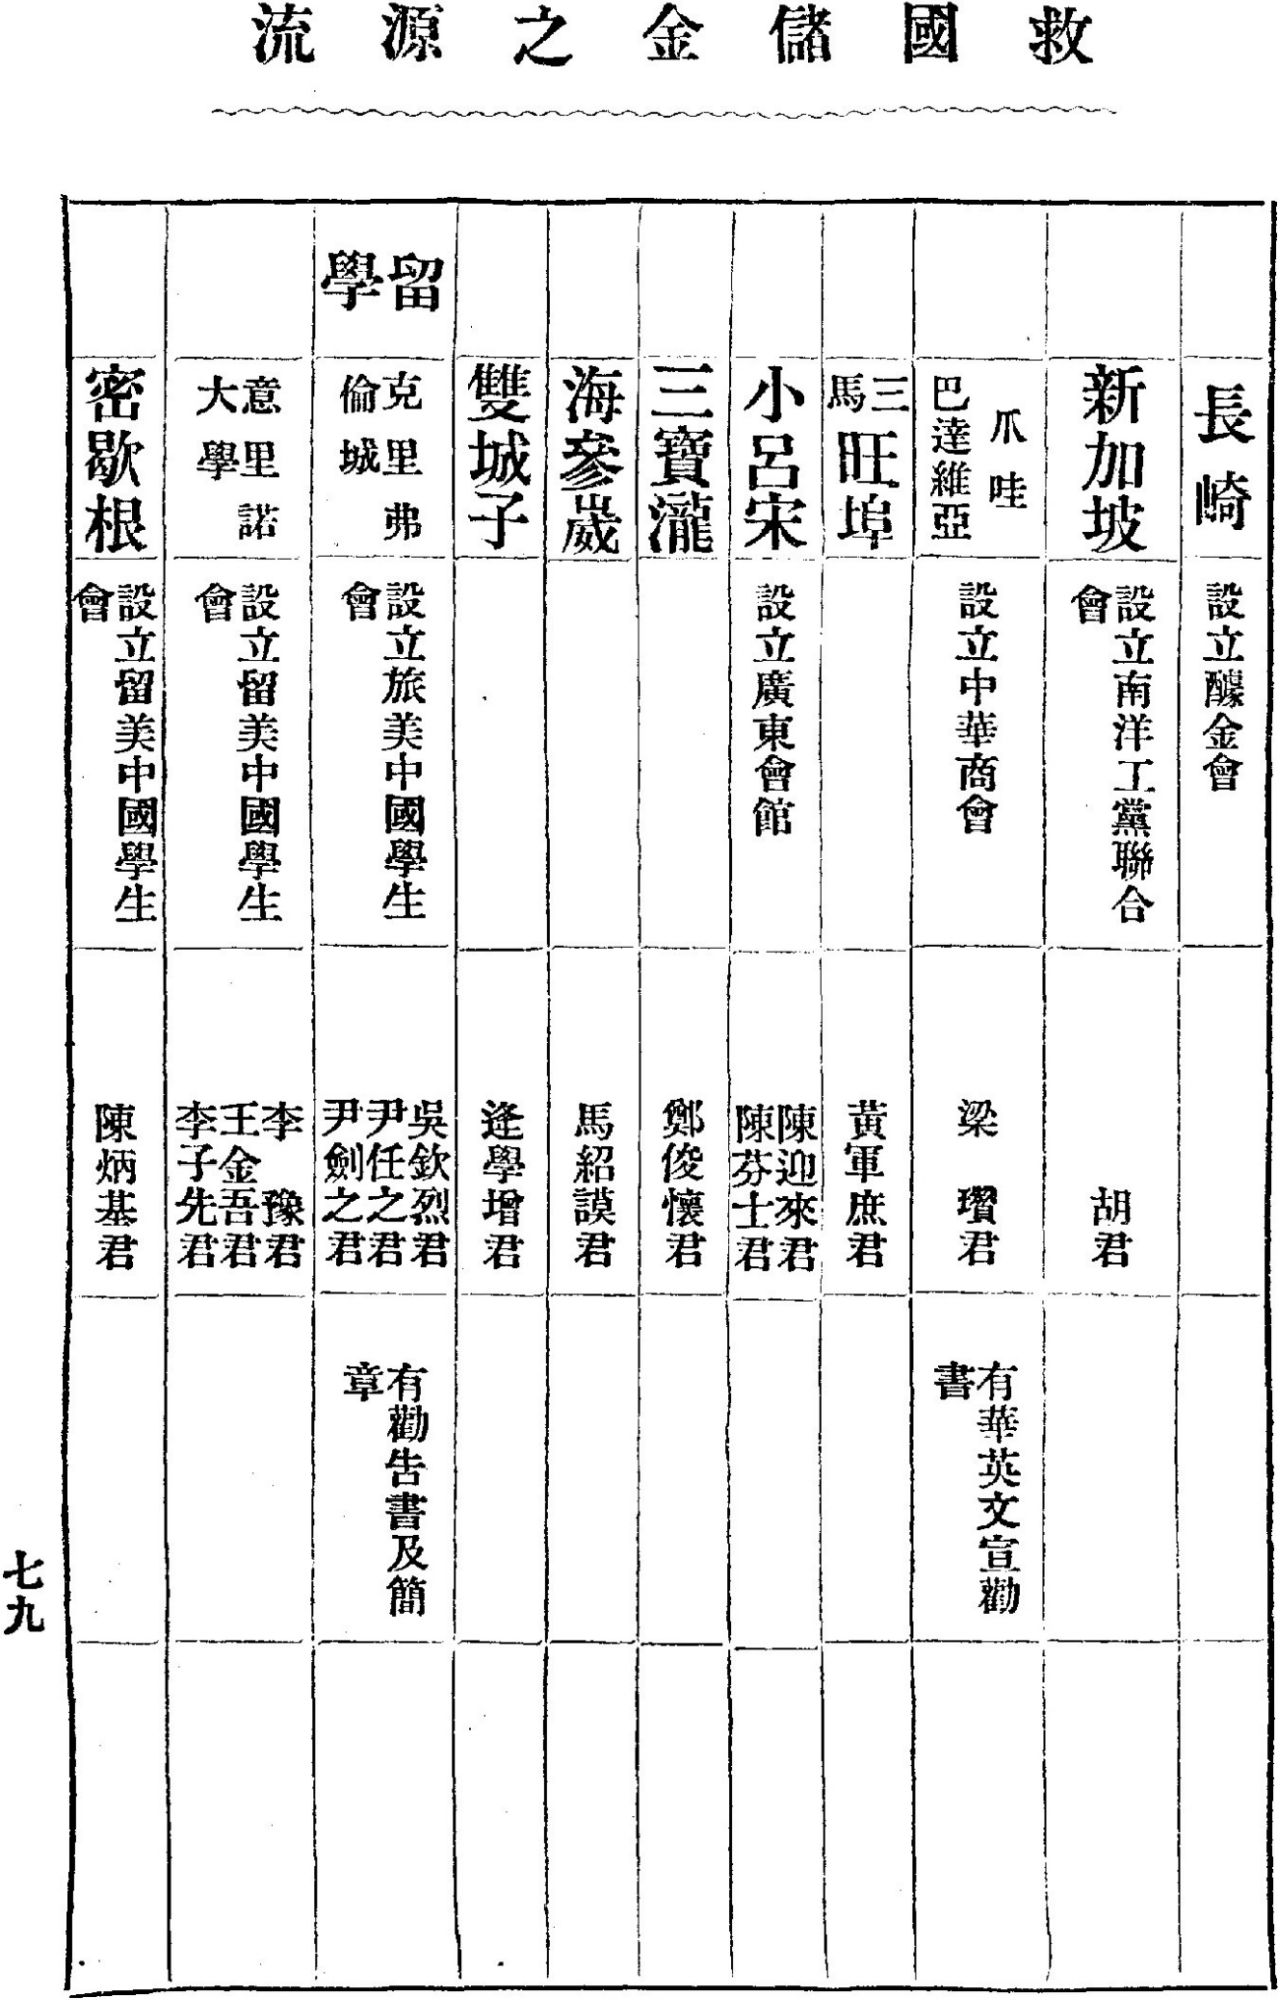 救國儲金之源流
長崎
設立醵金會
新加坡
設立南洋工黨聯合
會
胡君
爪哇
巴達維亞
設立中華商會
梁瓚君
有華英文宣勸
書
三馬旺埠
黃軍庶君
小呂宋
設立廣東會館
陳迎來君
陳芬士君
三寶瀧
鄭俊懷君
海參崴
馬紹謨君
雙城子
逄學增君
留學
克里弗
倫城
設立旅美中國學生
會
吳欽烈君
尹任之君
尹劍之君
有勸告書及簡
章
意里諾
大學
設立留美中國學生
會
李豫君
王金吾君
李子先君
密歇根
設立留美中國學生
會
陳炳基君
七九